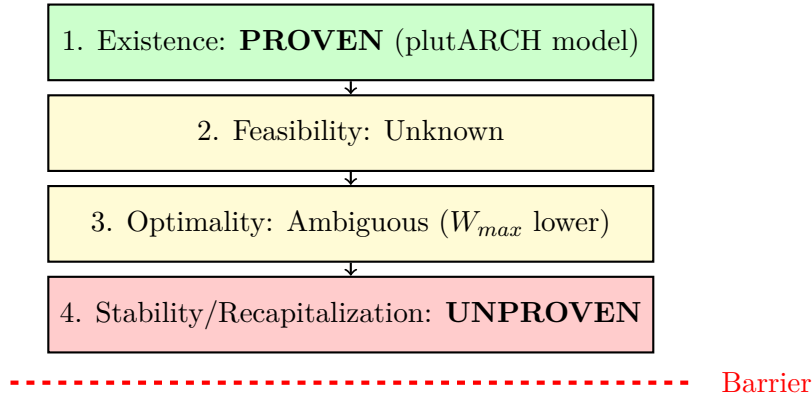 1. Existence: PROVEN (plutARCH model)
2. Feasibility: Unknown
3. Optimality: Ambiguous (W_max lower)
4. Stability/Recapitalization: UNPROVEN
Barrier